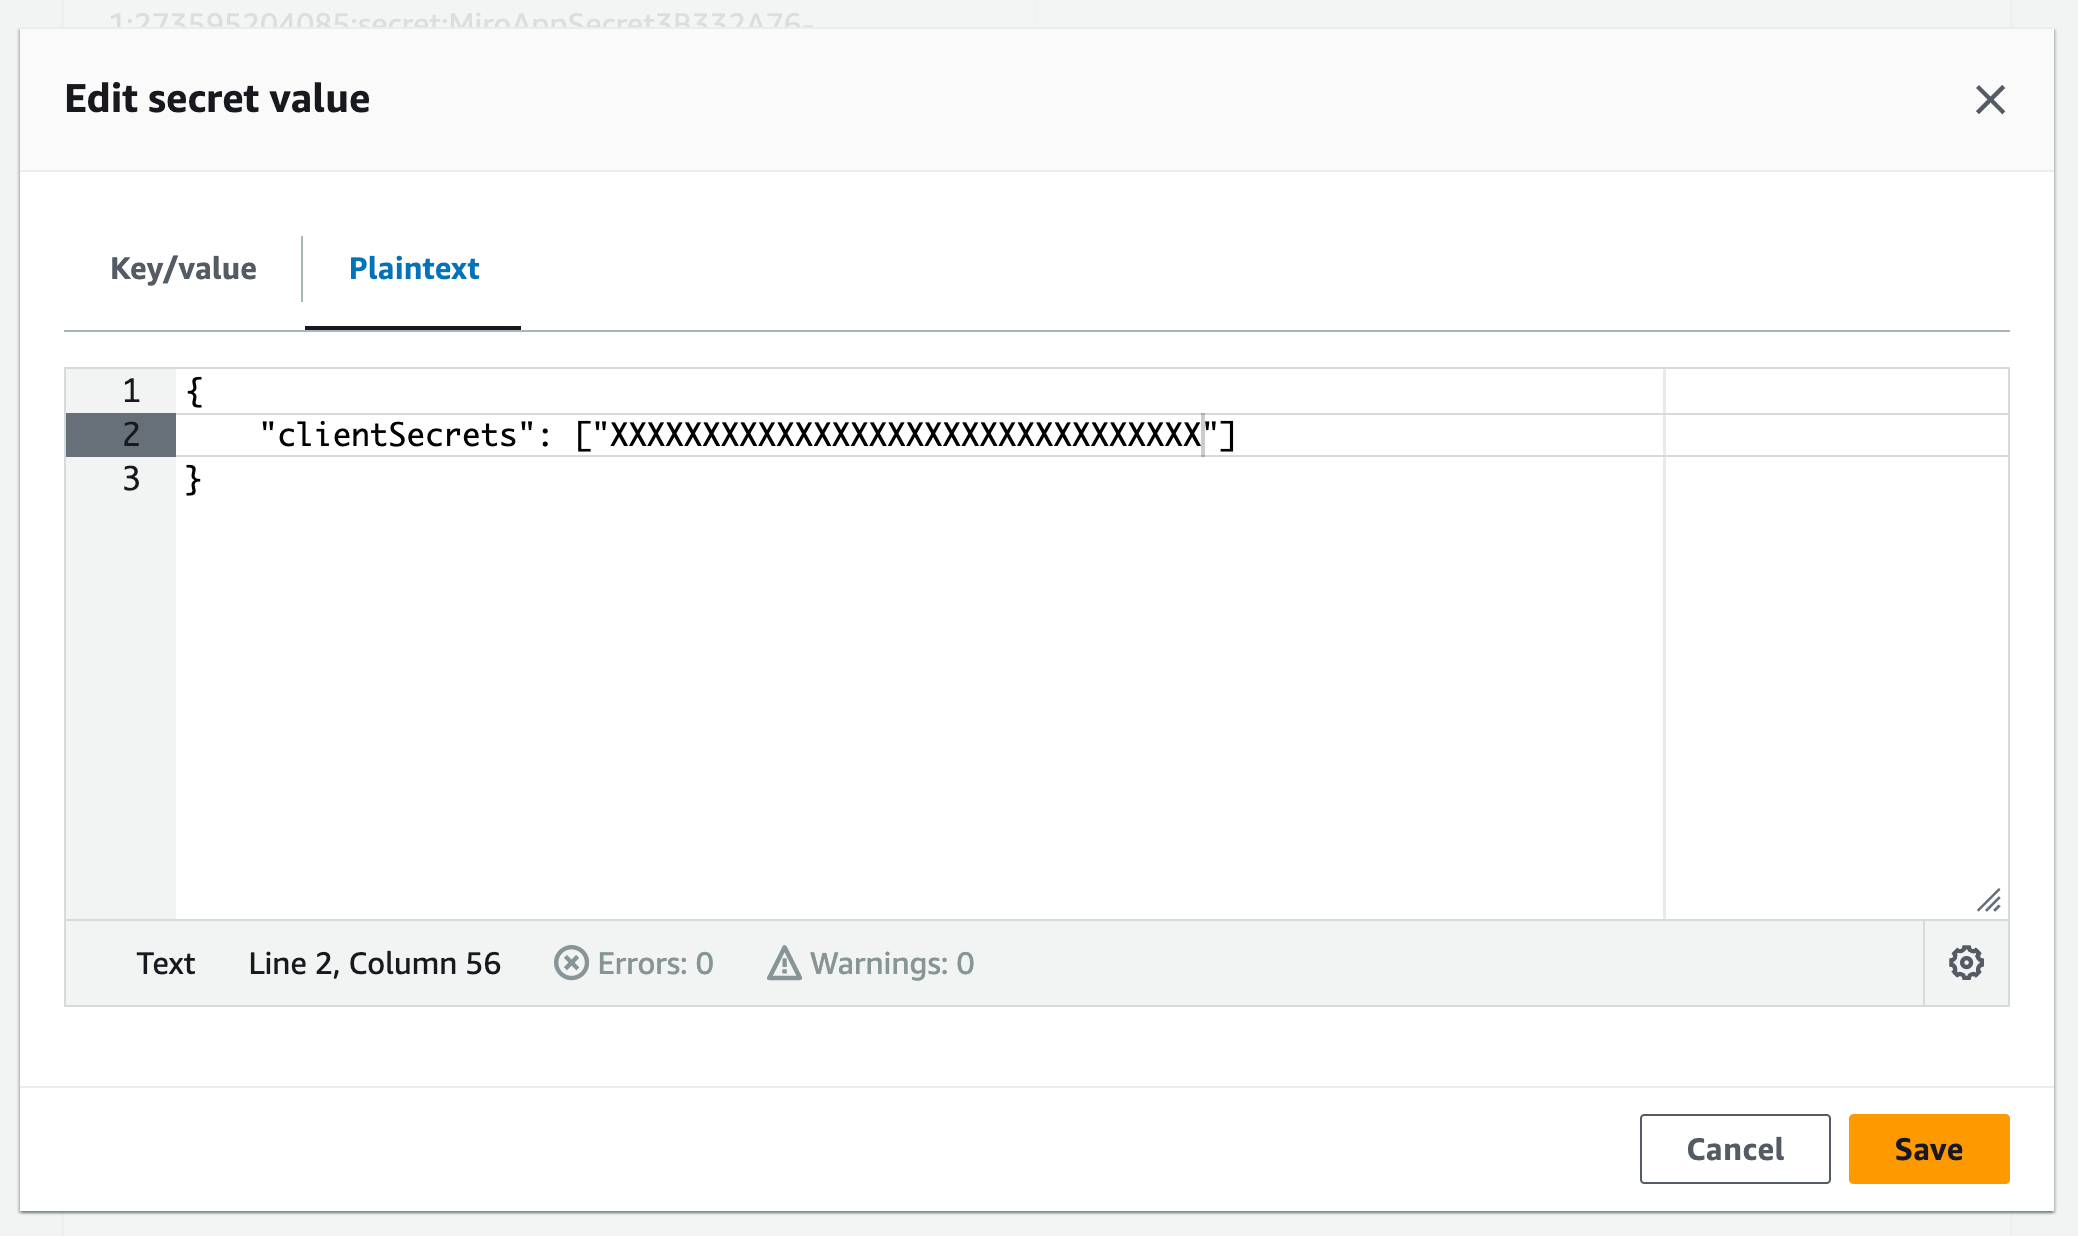 1:273595204085:secret:MiroAppSecret3B332A76-
Edit secret value
Key/value
Plaintext
1 {
2 "clientSecrets": ["XXXXXXXXXXXXXXXXXXXXXXXXXXXXXXXX"]
3 }
Text Line 2, Column 56 Errors: 0 Warnings: 0
Cancel Save